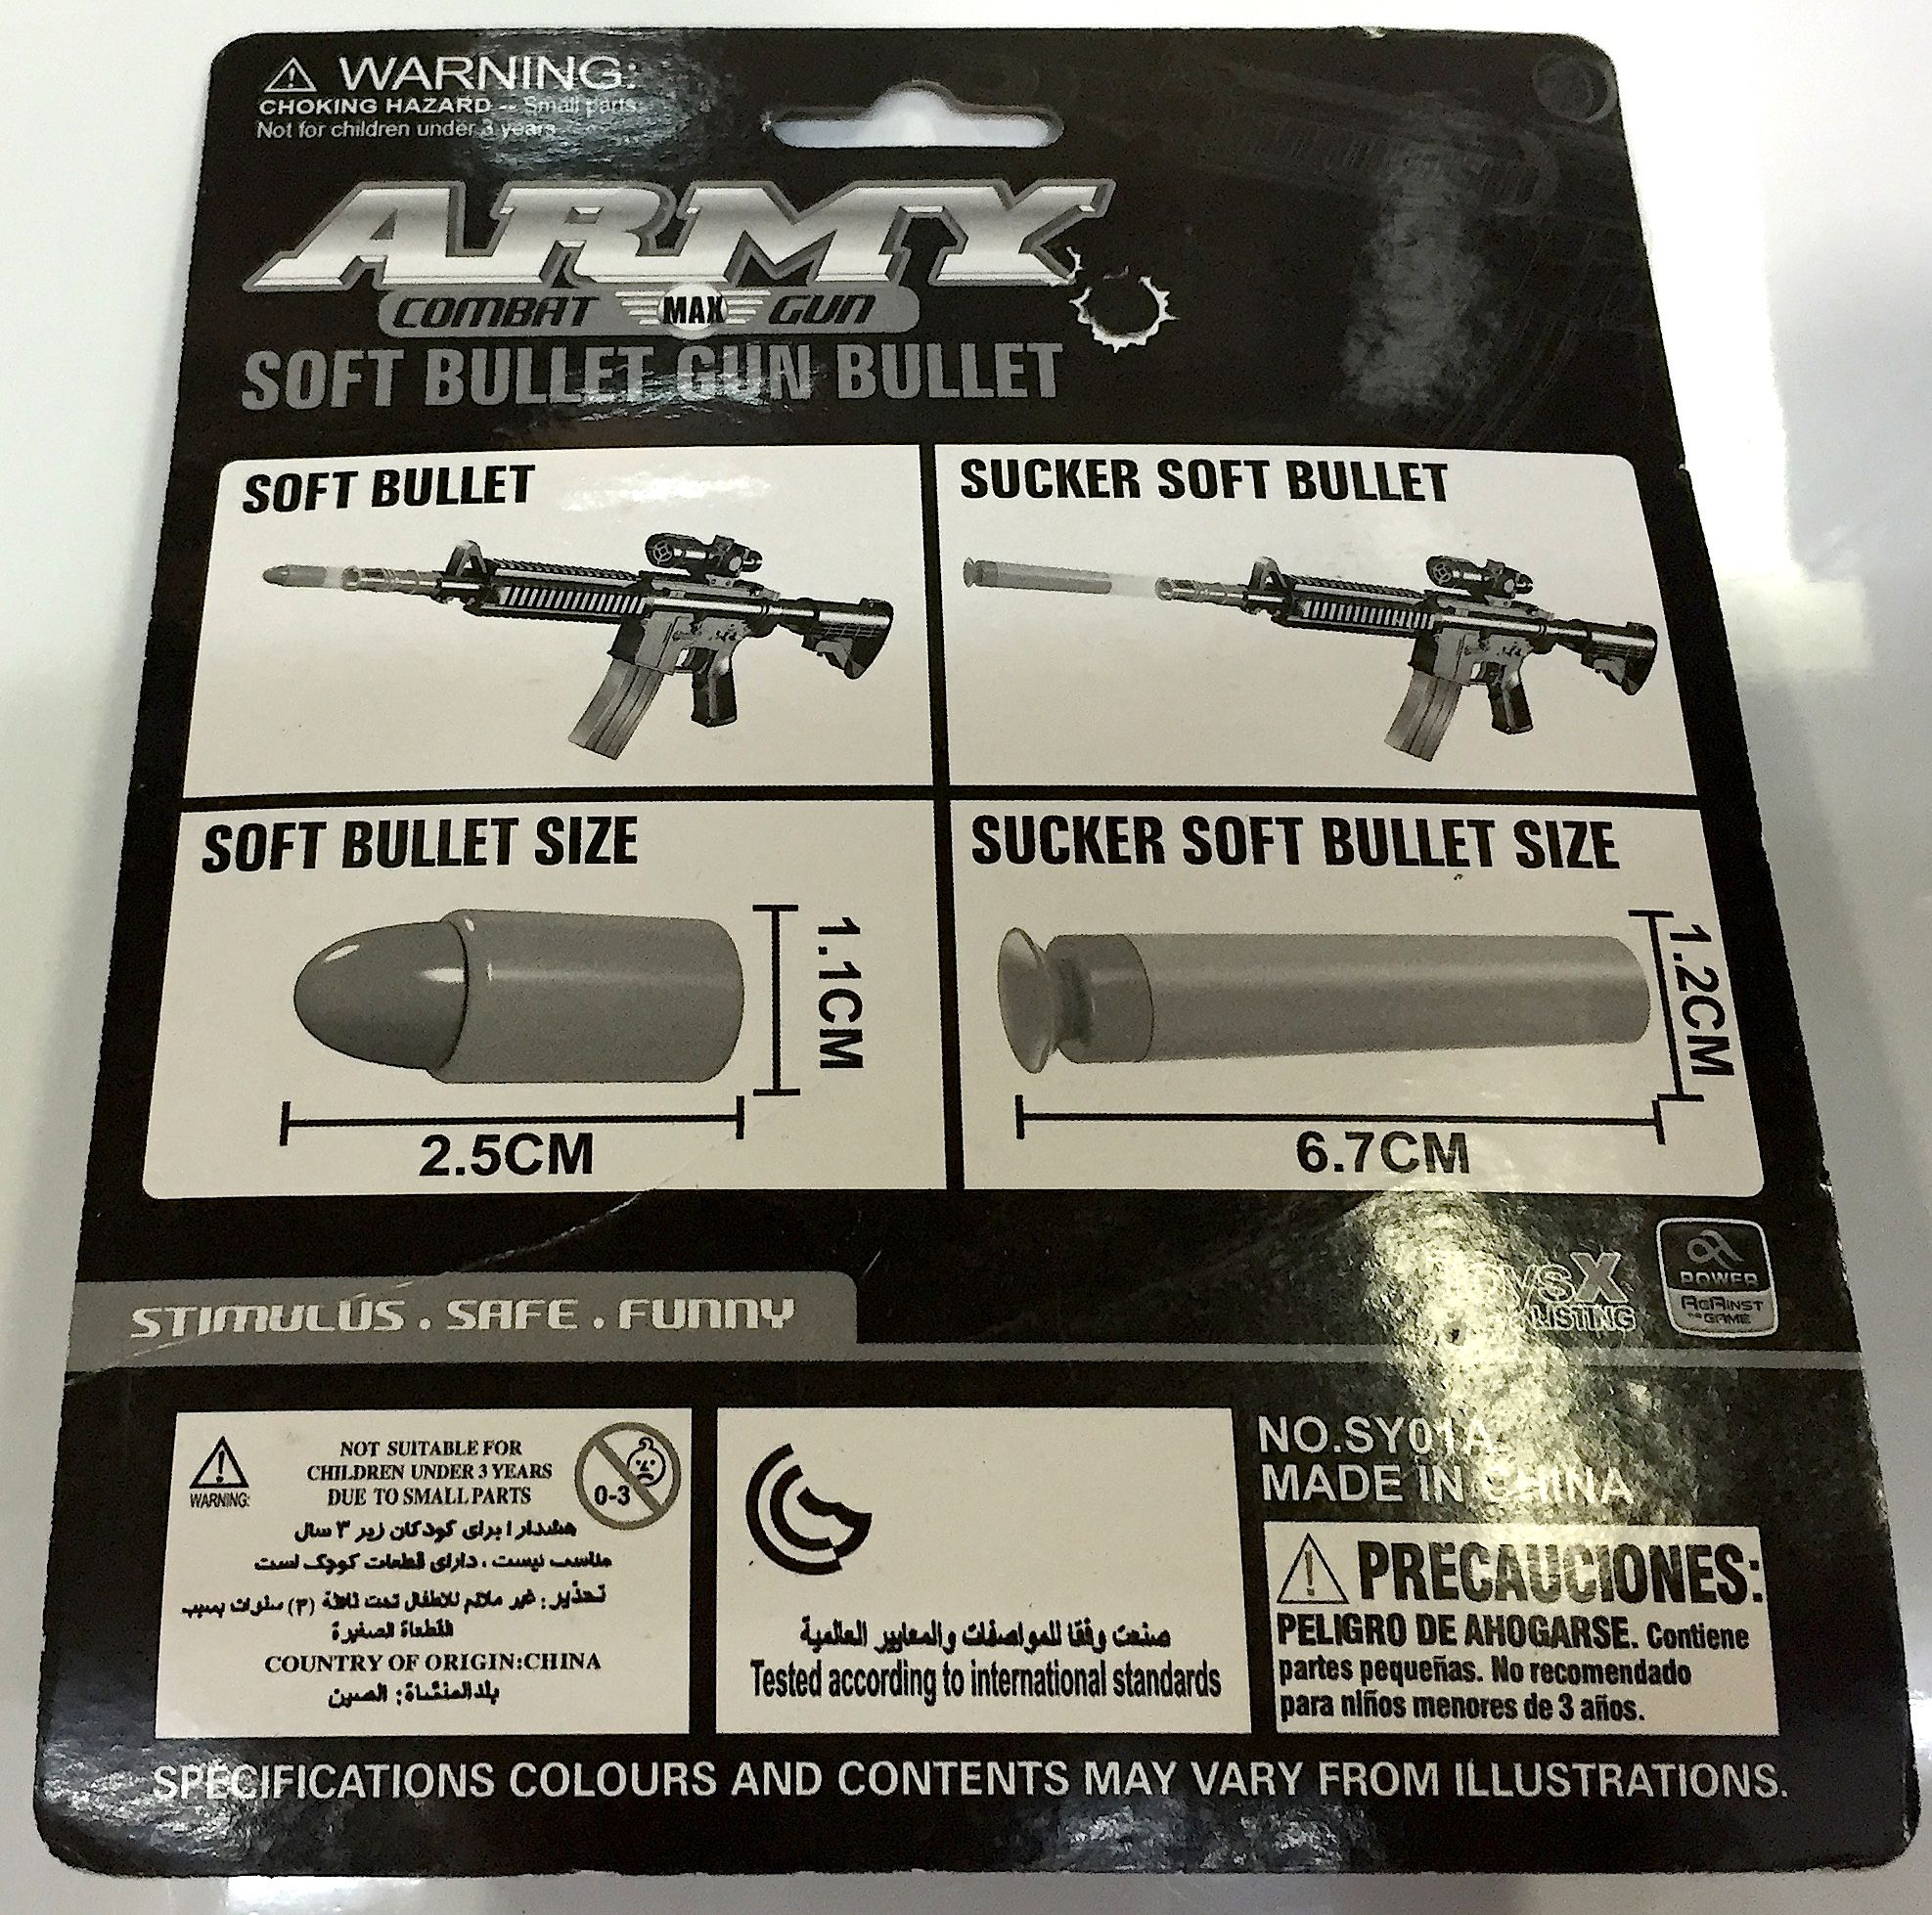 WARNING:
CHOKING HAZARD -- Small parts.
Not for children under 3 years
ARMY
COMBAT MAX GUN
SOFT BULLET GUN BULLET
SOFT BULLET
SUCKER SOFT BULLET
SOFT BULLET SIZE
1.1CM
2.5CM
SUCKER SOFT BULLET SIZE
1.2CM
6.7CM
STIMULUS . SAFE . FUNNY
LISTING
POWER
AGAINST
THE GAME
WARNING:
NOT SUITABLE FOR
CHILDREN UNDER 3 YEARS
DUE TO SMALL PARTS
0-3
هشدار ! برای کودکان زیر ۳ سال
مناسب نیست ، دارای قطعات کوچک است
تحذير : غير ملائم للاطفال تحت ثلاثة (٣) سنوات بسبب
القطعاة الصغيرة
COUNTRY OF ORIGIN:CHINA
بلدالمنشاة : الصين
صنعت وفقا للمواصفات والمعايير العالمية
Tested according to international standards
NO.SY01A
MADE IN CHINA
PRECAUCIONES:
PELIGRO DE AHOGARSE. Contiene
partes pequeñas. No recomendado
para niños menores de 3 años.
SPECIFICATIONS COLOURS AND CONTENTS MAY VARY FROM ILLUSTRATIONS.